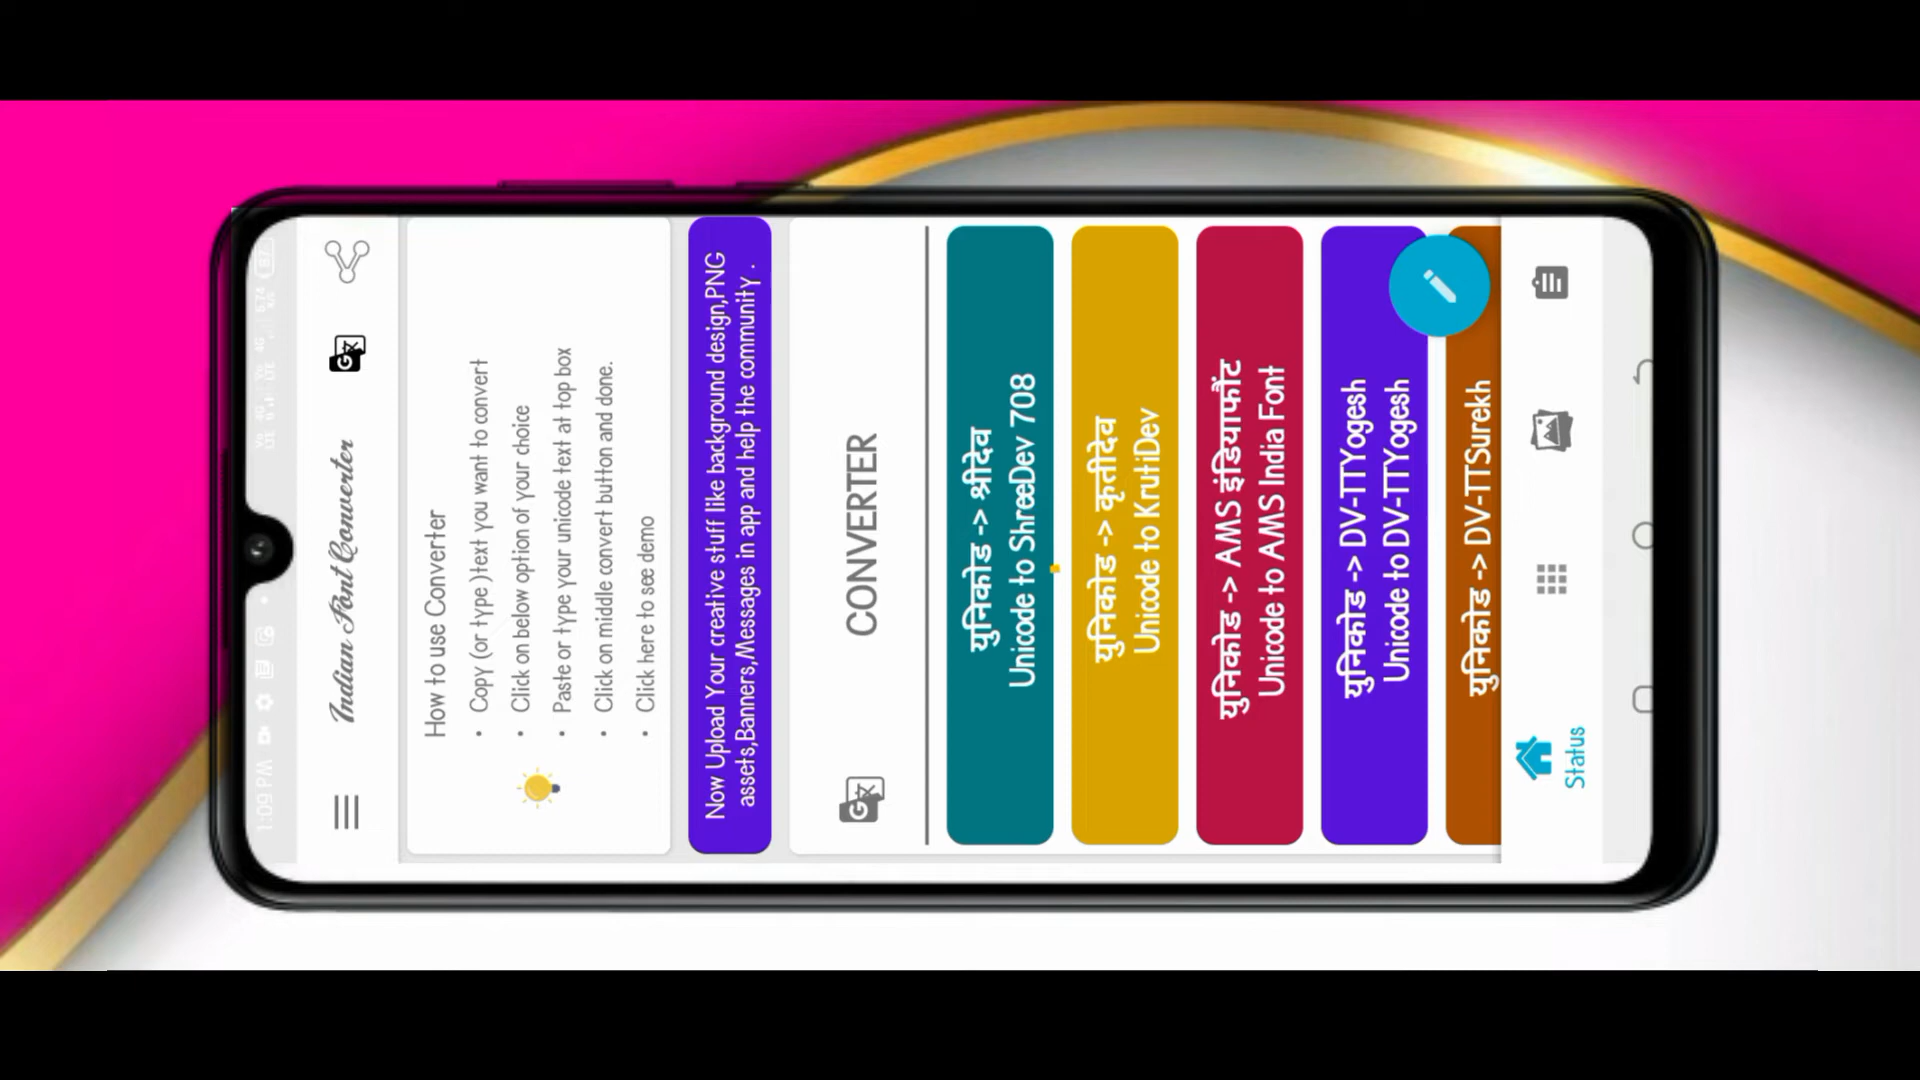 1:09 PM
Indian Font Converter
How to use Converter
• Copy (or type )text you want to convert
• Click on below option of your choice
• Paste or type your unicode text at top box
• Click on middle convert button and done.
• Click here to see demo
Now Upload Your creative stuff like background design,PNG
assets,Banners,Messages in app and help the community .
CONVERTER
युनिकोड -> श्रीदेव
Unicode to ShreeDev 708
युनिकोड -> कृतीदेव
Unicode to KrutiDev
युनिकोड -> AMS इंडियाफौंट
Unicode to AMS India Font
युनिकोड -> DV-TTYogesh
Unicode to DV-TTYogesh
युनिकोड -> DV-TTSurekh
Status